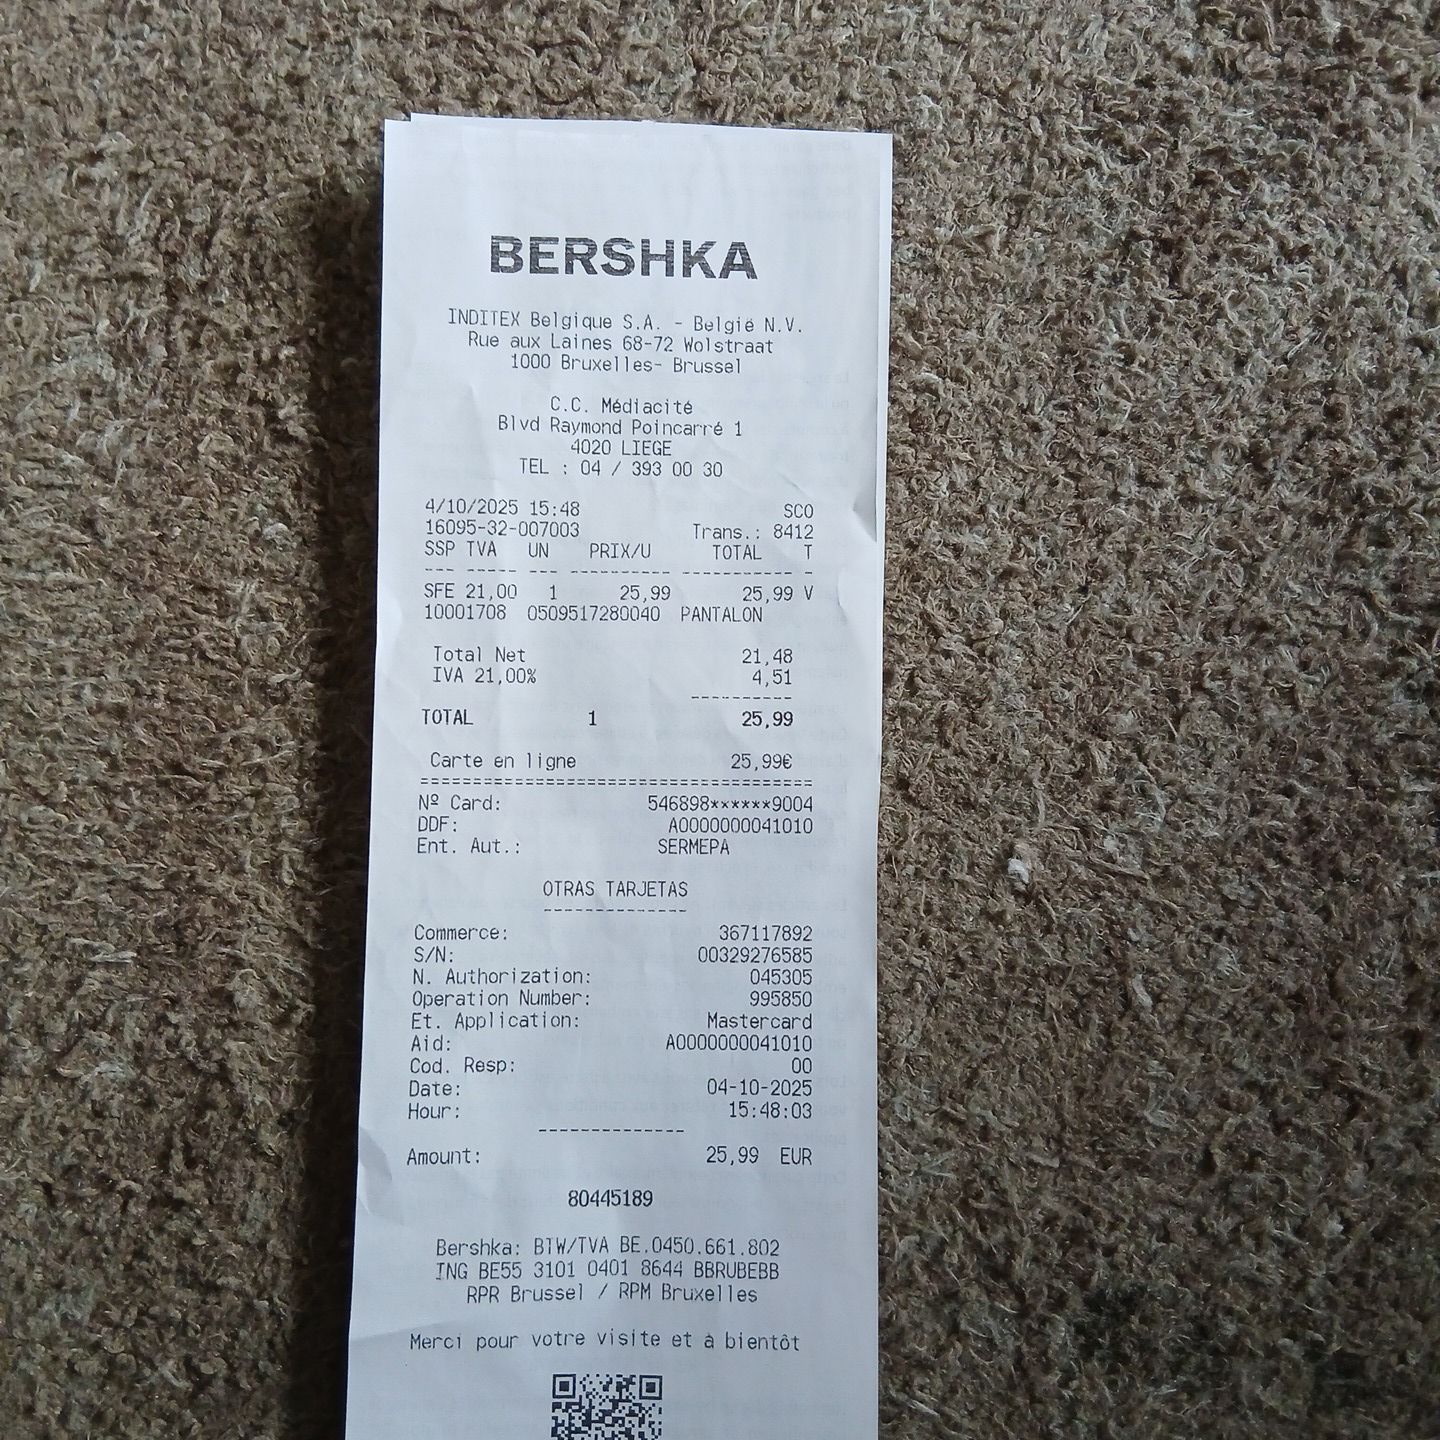 BERSHKA
INDITEX Belgique S.A. - België N.V.
Rue aux Laines 68-72 Wolstraat
1000 Bruxelles- Brussel
C.C. Médiacité
Blvd Raymond Poincarré 1
4020 LIEGE
TEL : 04 / 393 00 30
4/10/2025 15:48 SCO
16095-32-007003 Trans.: 8412
SSP TVA UN PRIX/U TOTAL T
--- ----- --- ---------- ----------- -
SFE 21,00 1 25,99 25,99 V
10001708 0509517280040 PANTALON
Total Net 21,48
IVA 21,00% 4,51
----------
TOTAL 1 25,99
Carte en ligne 25,99€
======================================
Nº Card: 546898******9004
DDF: A0000000041010
Ent. Aut.: SERMEPA
OTRAS TARJETAS
--------------
Commerce: 367117892
S/N: 00329276585
N. Authorization: 045305
Operation Number: 995850
Et. Application: Mastercard
Aid: A0000000041010
Cod. Resp: 00
Date: 04-10-2025
Hour: 15:48:03
--------------
Amount: 25,99 EUR
80445189
Bershka: BTW/TVA BE.0450.661.802
ING BE55 3101 0401 8644 BBRUBEBB
RPR Brussel / RPM Bruxelles
Merci pour votre visite et à bientôt